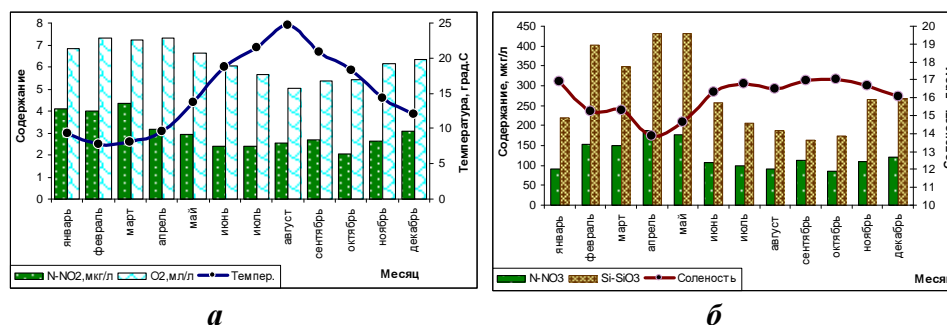 а
8
7
6
5
4
3
2
1
0
Содержание
25
20
15
10
5
0
Температура, град.С
январь
февраль
март
апрель
май
июнь
июль
август
сентябрь
октябрь
ноябрь
декабрь
N-NO2,мкг/л
O2,мл/л
Темпер.
Месяц
б
450
400
350
300
250
200
150
100
50
0
Содержание, мкг/л
20
19
18
17
16
15
14
13
12
11
10
январь
февраль
март
апрель
май
июнь
июль
август
сентябрь
октябрь
ноябрь
декабрь
N-NO3
Si-SiO3
Соленость
Месяц
а
б